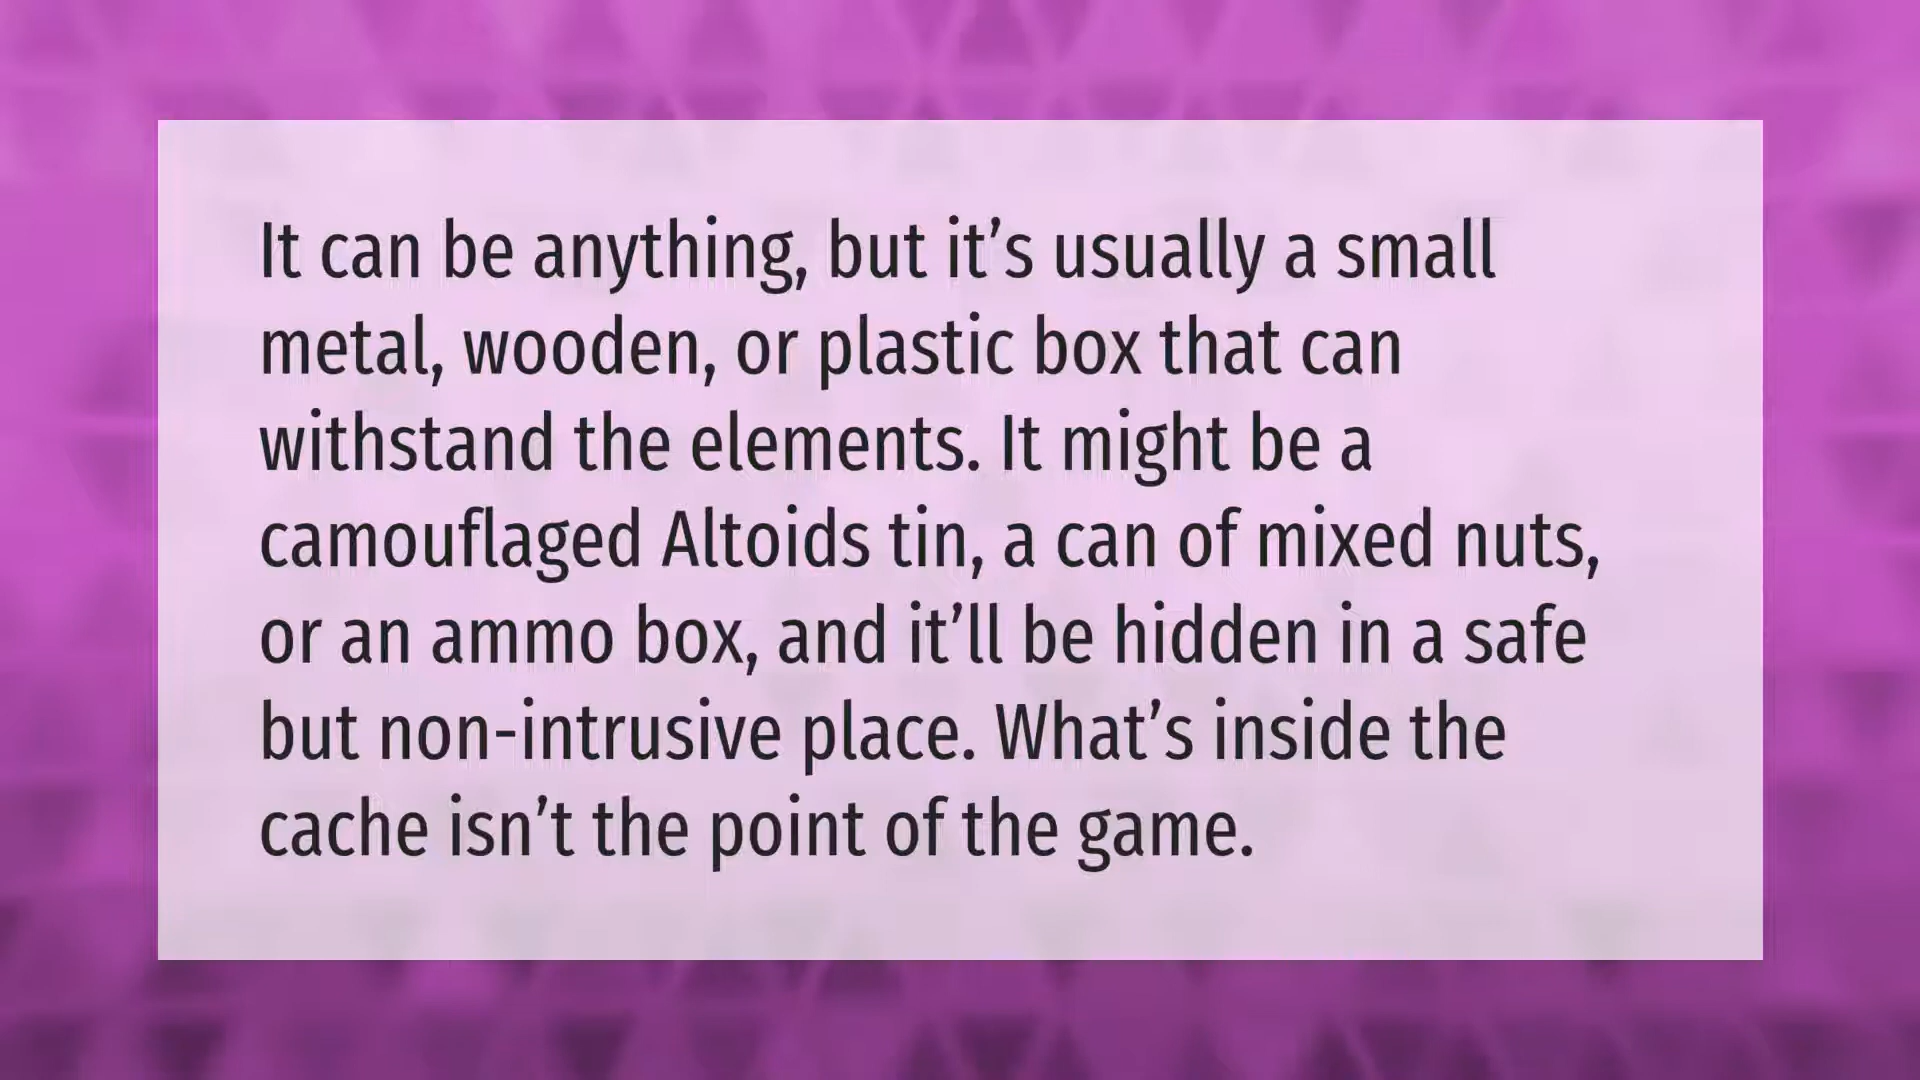 It can be anything, but it’s usually a small
metal, wooden, or plastic box that can
withstand the elements. It might be a
camouflaged Altoids tin, a can of mixed nuts,
or an ammo box, and it’ll be hidden in a safe
but non-intrusive place. What’s inside the
cache isn’t the point of the game.